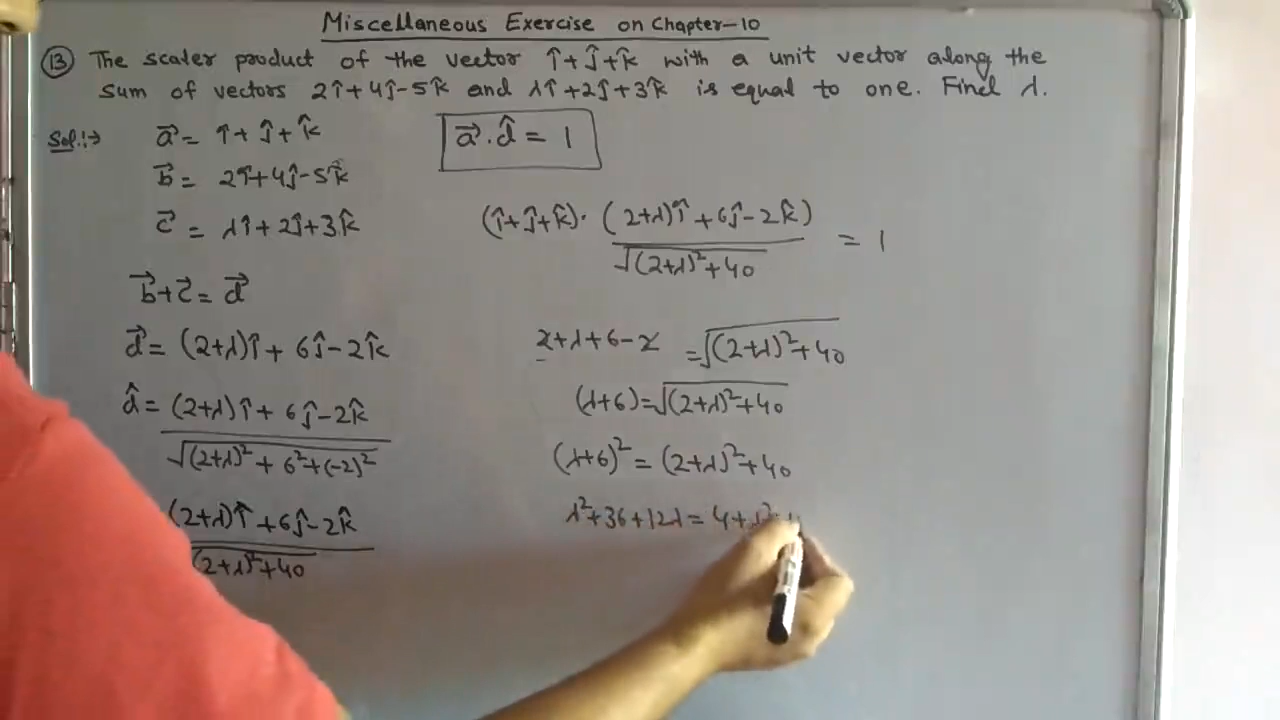 Miscellaneous Exercise on Chapter-10
⑬ The scaler product of the vector î+ĵ+k̂ with a unit vector along the
sum of vectors 2î+4ĵ-5k̂ and λî+2ĵ+3k̂ is equal to one. Find λ.
Sol:→
a⃗ = î+ĵ+k̂
b⃗ = 2î+4ĵ-5k̂
c⃗ = λî+2ĵ+3k̂
b⃗+c⃗ = d⃗
d⃗ = (2+λ)î+6ĵ-2k̂
d̂ = (2+λ)î+6ĵ-2k̂
√(2+λ)²+6²+(-2)²
(2+λ)î+6ĵ-2k̂
(2+λ)²+40
a⃗.d̂ = 1
(î+ĵ+k̂)·(2+λ)î+6ĵ-2k̂) = 1
√(2+λ)²+40
2+λ+6-2 = √(2+λ)²+40
(λ+6)=√(2+λ)²+40
(λ+6)² = (2+λ)²+40
λ²+36+12λ = 4+λ²+